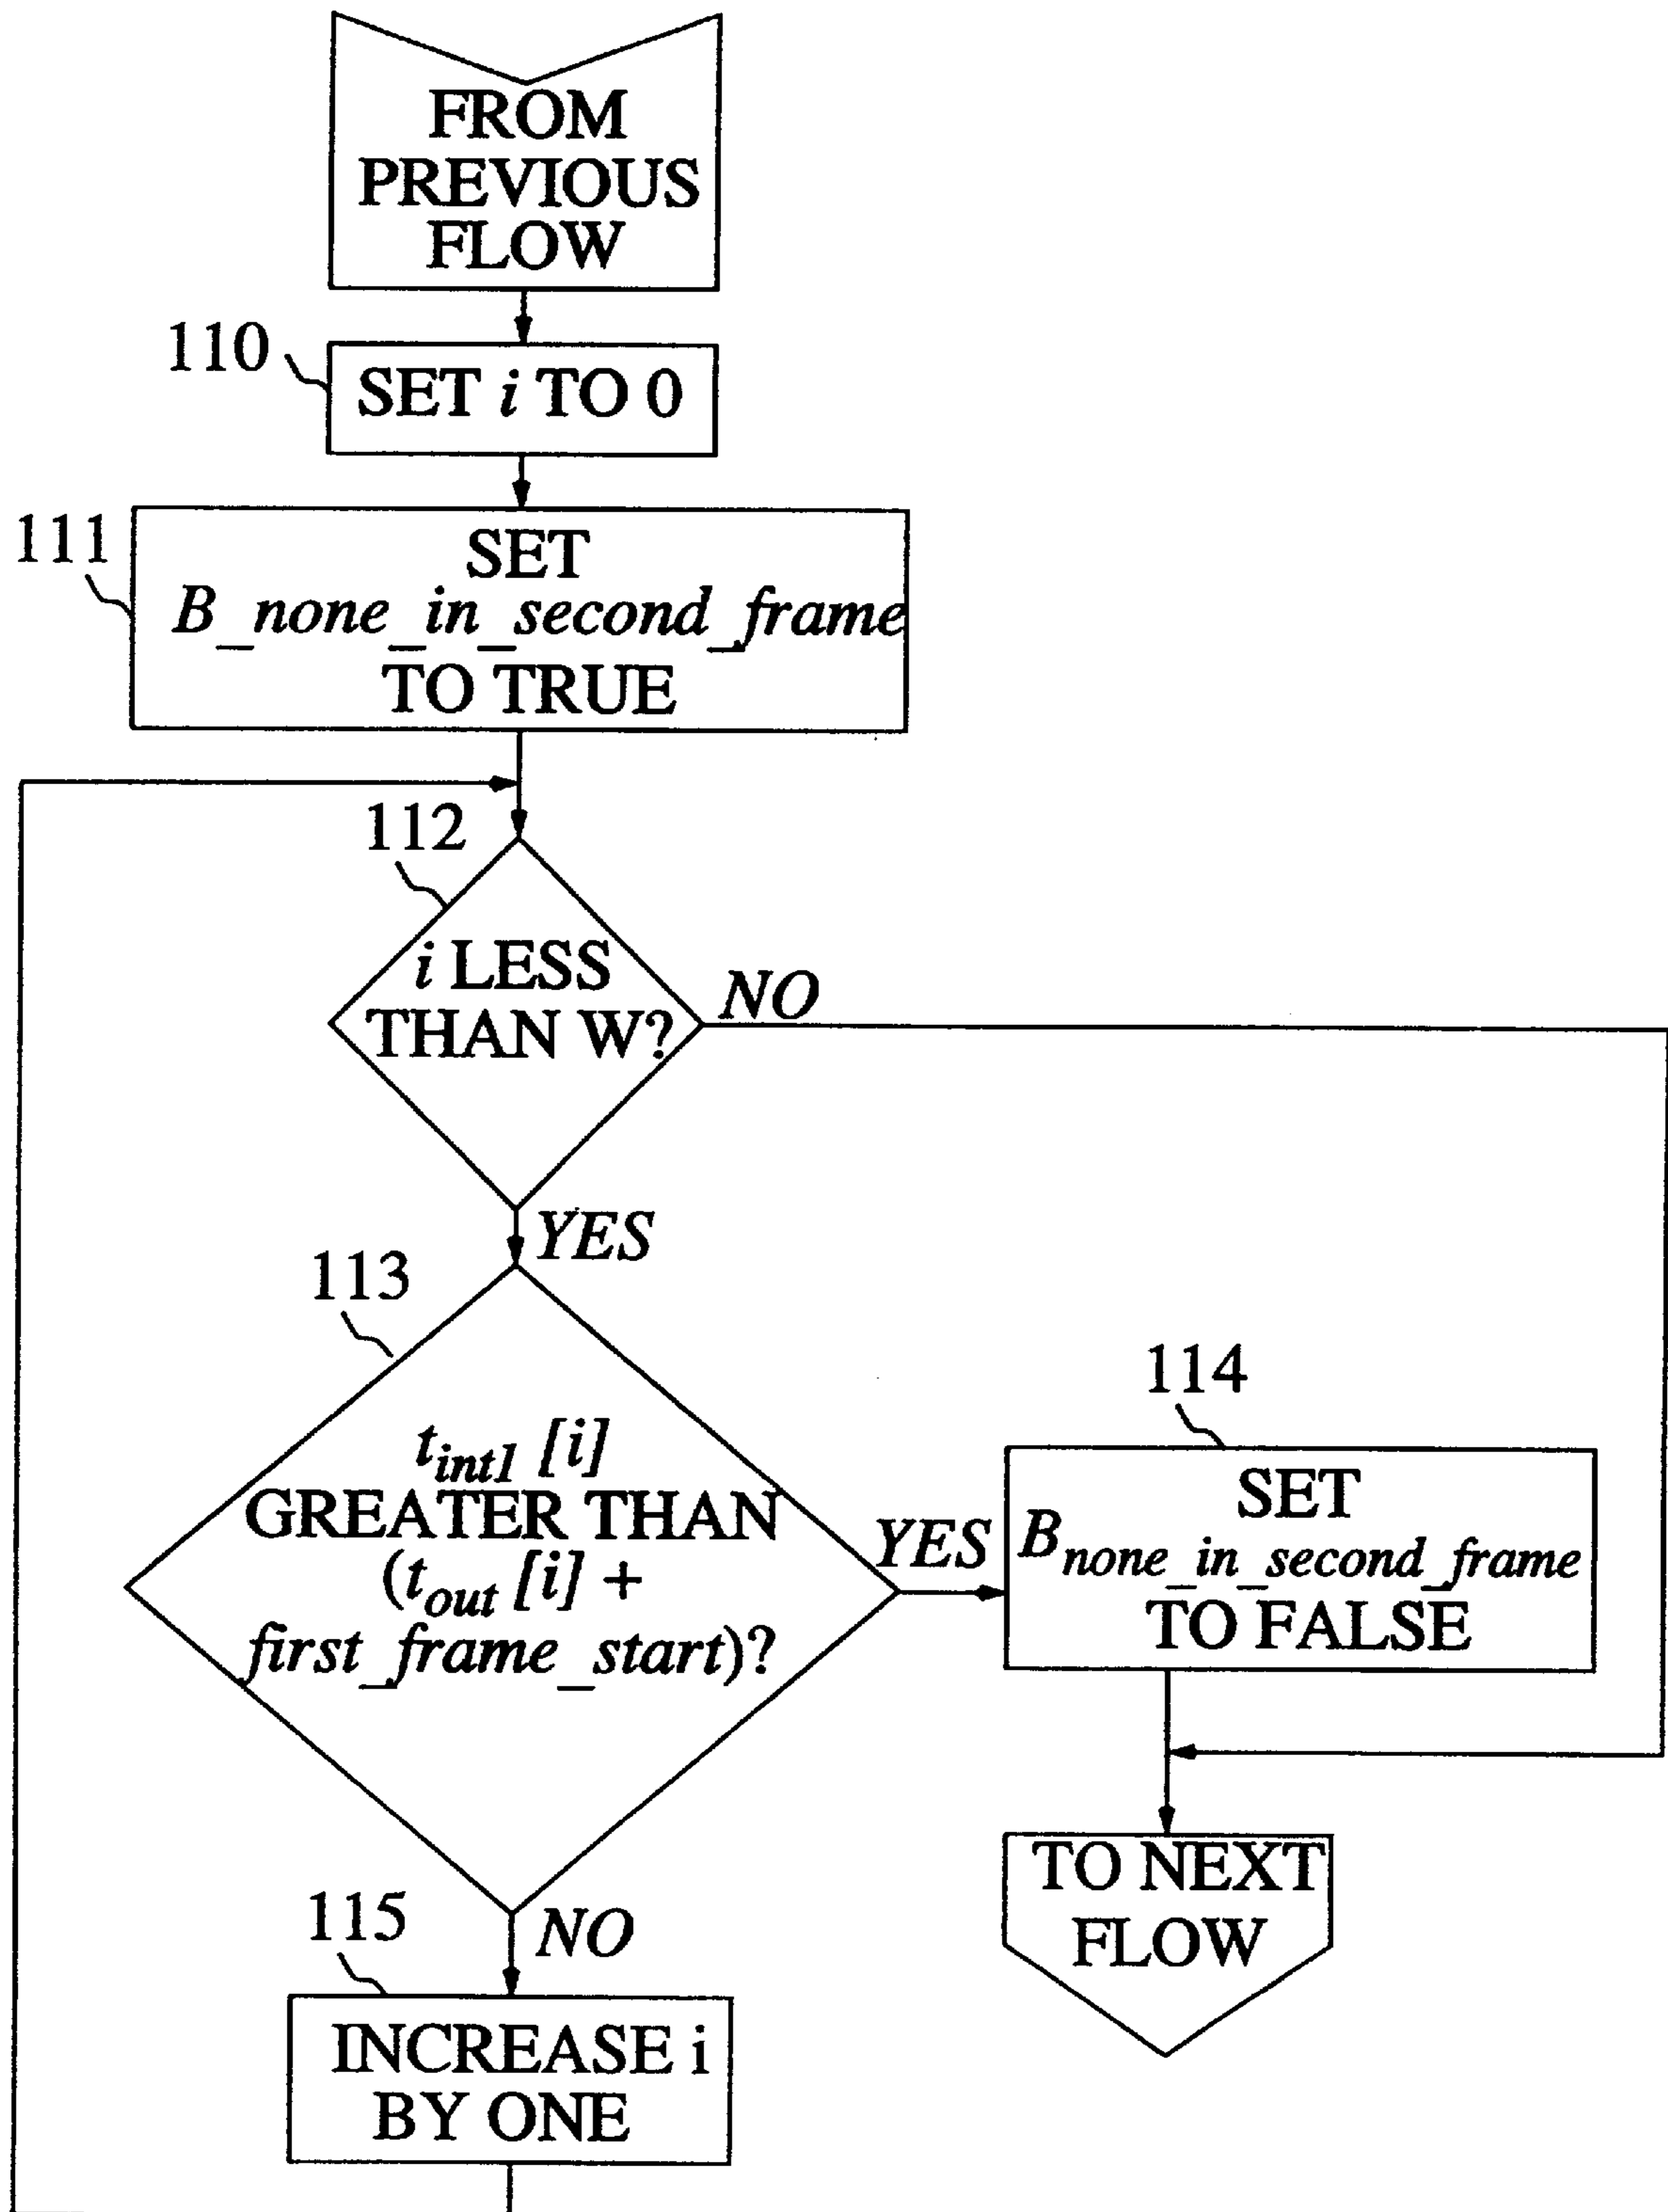 FROM
PREVIOUS
FLOW
110
SET i TO 0
111
SET
B_none_in_second_frame
TO TRUE
112
i LESS
THAN W?
NO
YES
113
t_int1 [i]
GREATER THAN
(t_out [i] +
first_frame_start)?
YES
114
SET
B_none_in_second_frame
TO FALSE
TO NEXT
FLOW
NO
115
INCREASE i
BY ONE